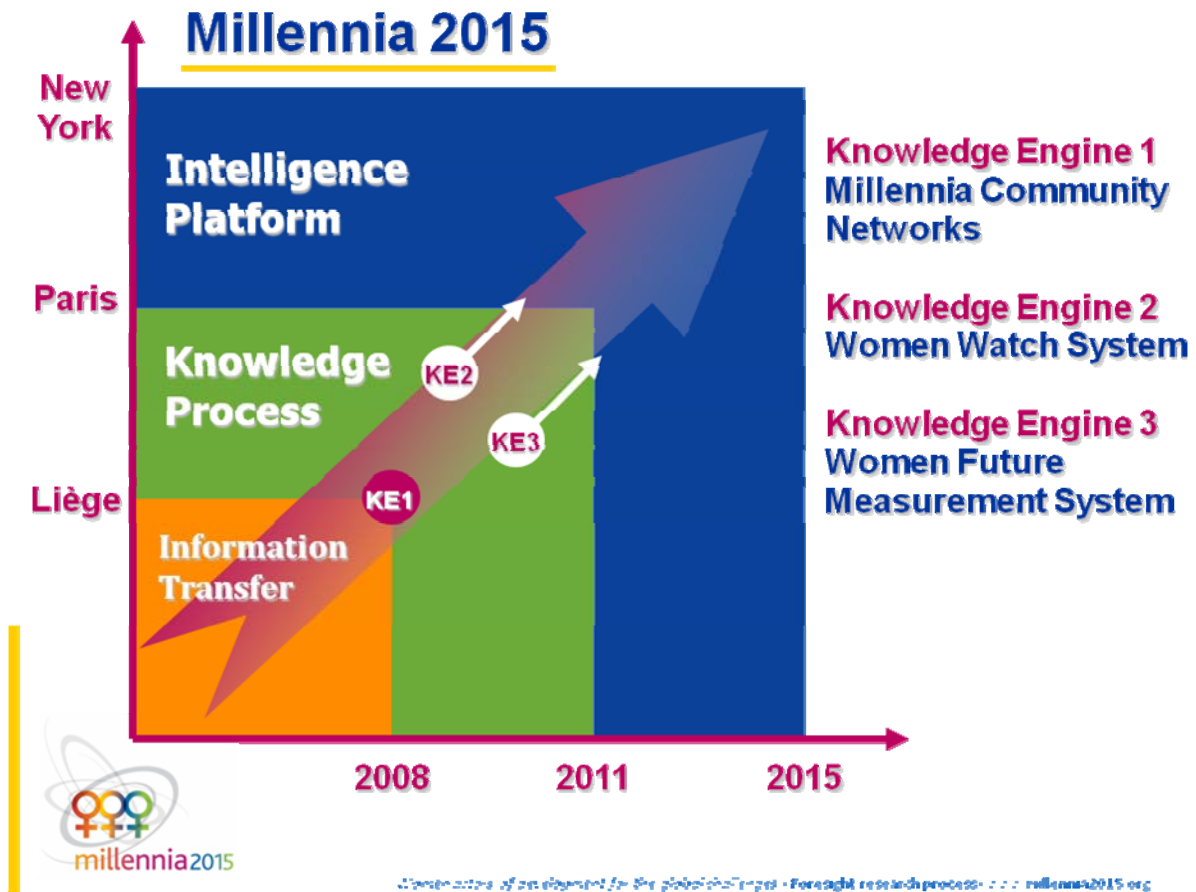 Millennia 2015
New
York
Paris
Liège
Intelligence
Platform
Knowledge
Process
Information
Transfer
KE2
KE3
KE1
2008
2011
2015
Knowledge Engine 1
Millennia Community
Networks
Knowledge Engine 2
Women Watch System
Knowledge Engine 3
Women Future
Measurement System
millennia2015
Foresight research process
millennia2015.org